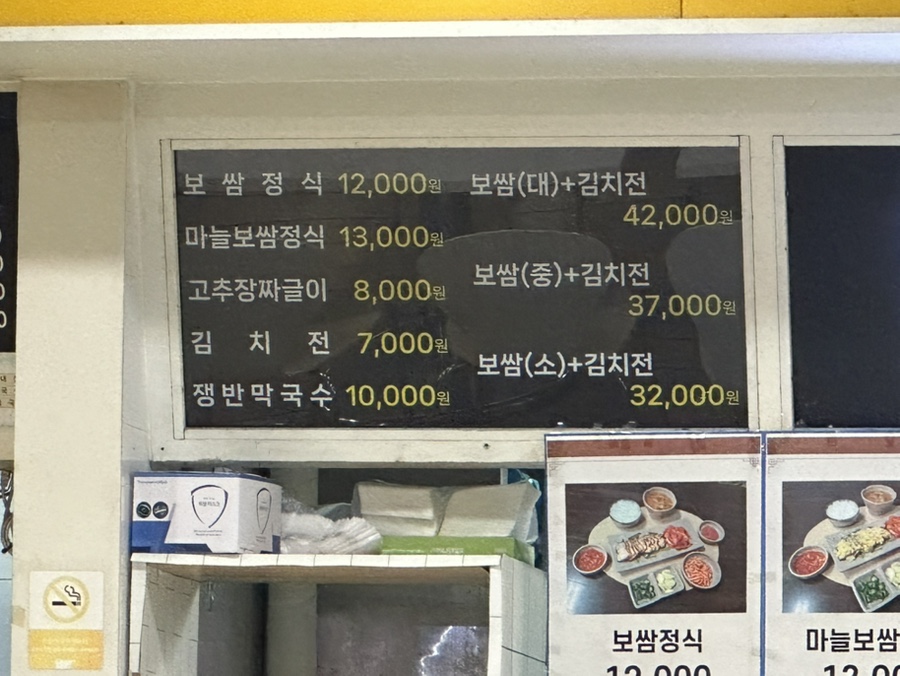 보쌈정식 12,000원
마늘보쌈정식 13,000원
고추장짜글이 8,000원
김치전 7,000원
쟁반막국수 10,000원
보쌈(대)+김치전
42,000원
보쌈(중)+김치전
37,000원
보쌈(소)+김치전
32,000원
보쌈정식
12,000
마늘보쌈